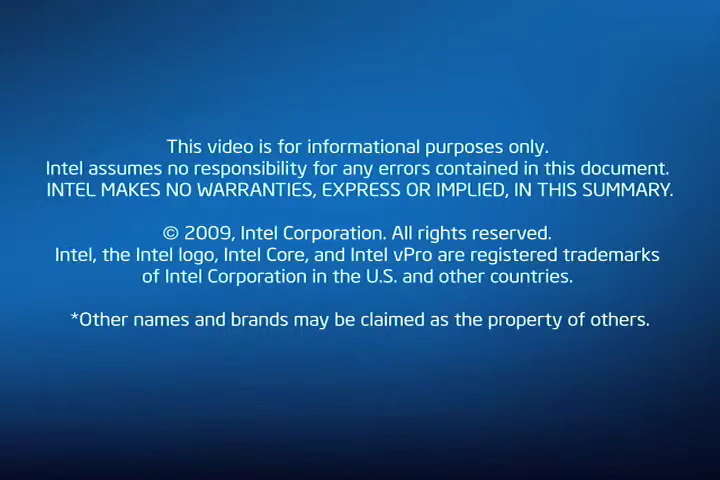 This video is for informational purposes only.
Intel assumes no responsibility for any errors contained in this document.
INTEL MAKES NO WARRANTIES, EXPRESS OR IMPLIED, IN THIS SUMMARY.
© 2009, Intel Corporation. All rights reserved.
Intel, the Intel logo, Intel Core, and Intel vPro are registered trademarks
of Intel Corporation in the U.S. and other countries.
*Other names and brands may be claimed as the property of others.